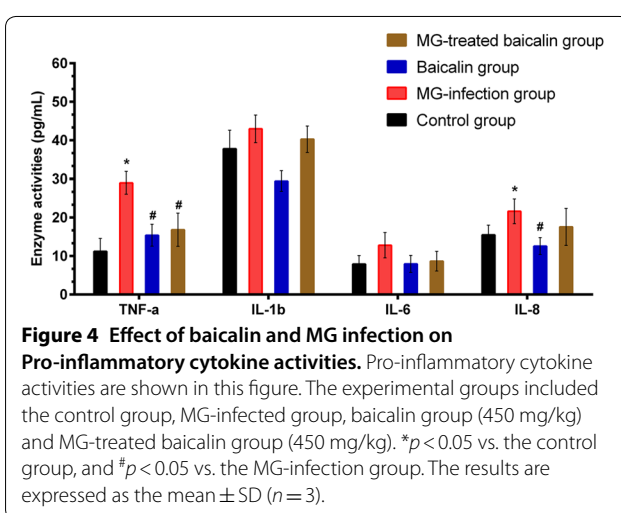 MG-treated baicalin group
Baicalin group
MG-infection group
Control group
Enzyme activities (pg/mL)
60
50
40
30
20
10
0
*
#
#
*
#
TNF-a
IL-1b
IL-6
IL-8
Figure 4 Effect of baicalin and MG infection on
Pro-inflammatory cytokine activities. Pro-inflammatory cytokine
activities are shown in this figure. The experimental groups included
the control group, MG-infected group, baicalin group (450 mg/kg)
and MG-treated baicalin group (450 mg/kg). *p < 0.05 vs. the control
group, and #p < 0.05 vs. the MG-infection group. The results are
expressed as the mean ± SD (n = 3).